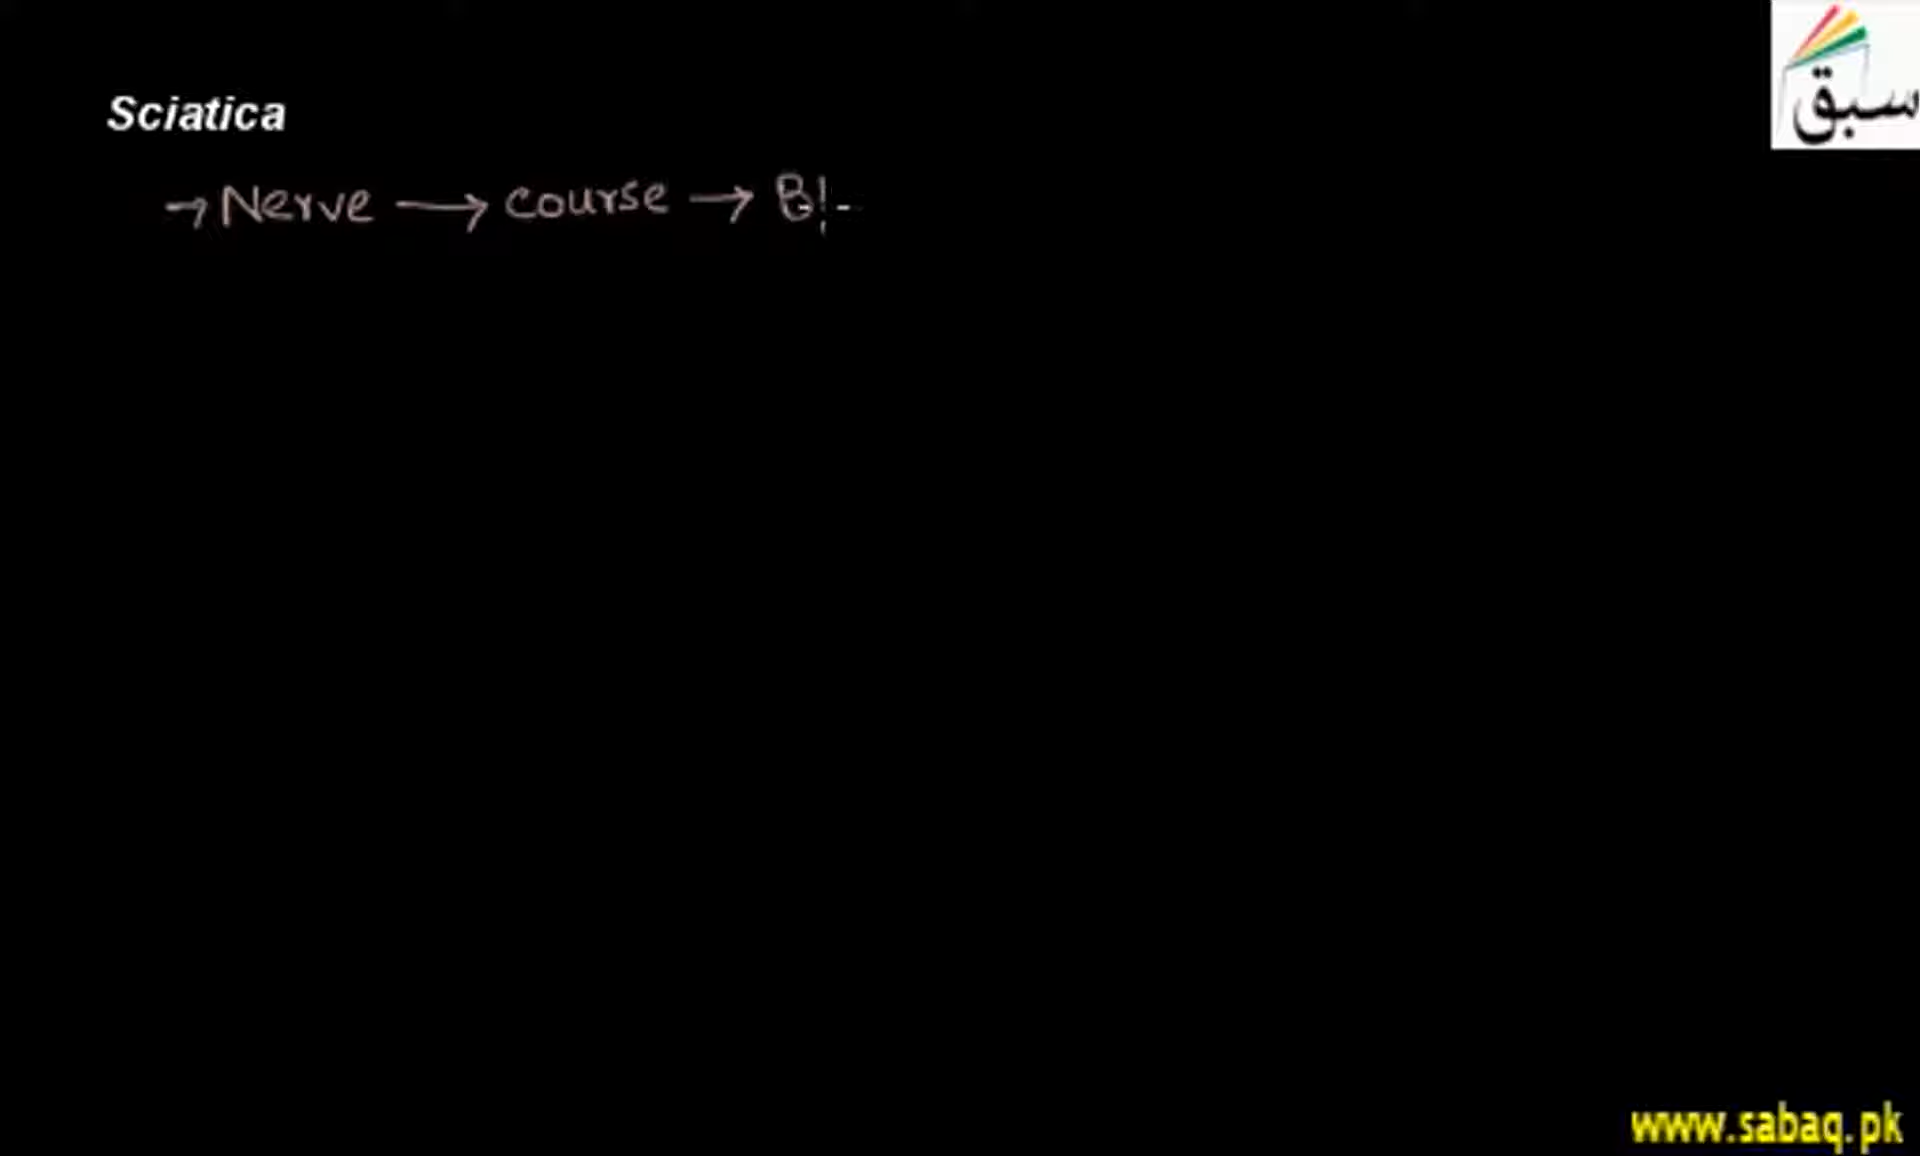 سبق
Sciatica
→ Nerve → course → B
www.sabaq.pk